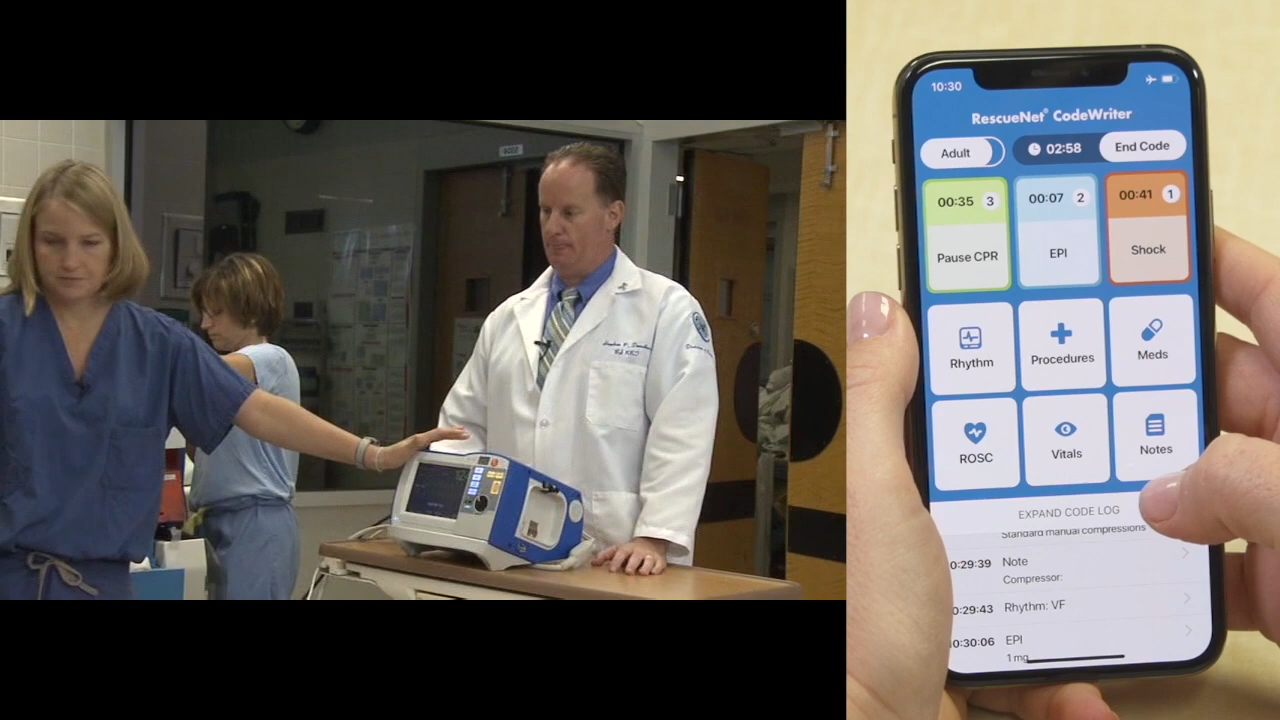 10:30
RescueNet® CodeWriter
Adult
02:58
End Code
00:35 3
Pause CPR
00:07 2
EPI
00:41 1
Shock
Rhythm
Procedures
Meds
ROSC
Vitals
Notes
EXPAND CODE LOG
Standard manual compressions
0:29:39 Note
Compressor:
0:29:43 Rhythm: VF
10:30:06 EPI
1 mg